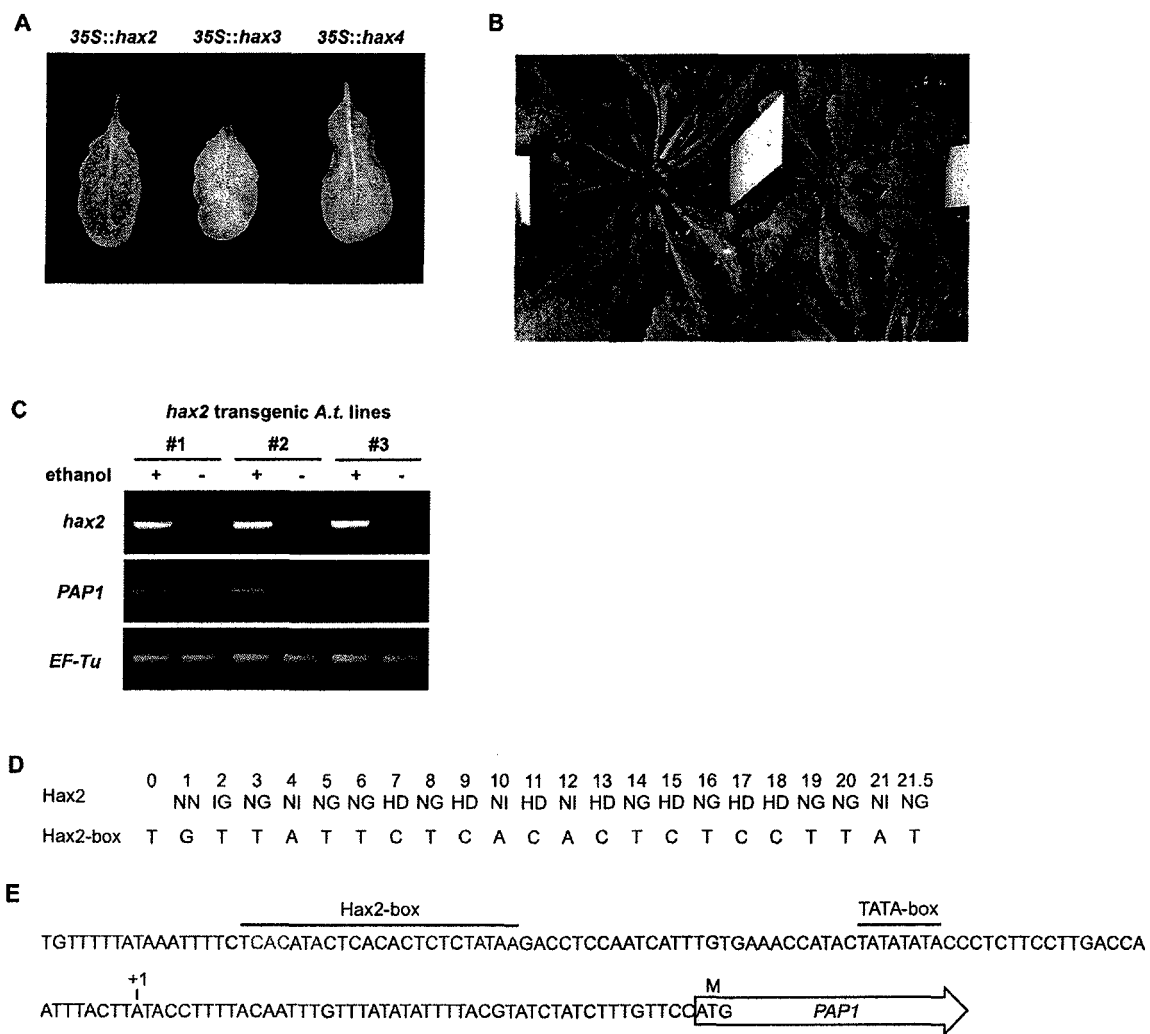 A
35S::hax2 35S::hax3 35S::hax4
B
C
hax2 transgenic A.t. lines
#1 #2 #3
ethanol + - + - + -
hax2
PAP1
EF-Tu
D
0 1 2 3 4 5 6 7 8 9 10 11 12 13 14 15 16 17 18 19 20 21 21.5
Hax2 NN IG NG NI NG NG HD NG HD NI HD NI HD NG HD NG HD HD NG NG NI NG
Hax2-box T G T T A T T C T C A C A C T C T C C T T A T
E
Hax2-box TATA-box
TGTTTTTATAAATTTTCTCACATACTCACACTCTCTATAAGACCTCCAATCATTTGTGAAACCATACTATATATACCCTCTTCCTTGACCA
+1 M
ATTTACTTATACCTTTTACAATTTGTTTATATATTTTACGTATCTATCTTTGTTCCATG PAP1